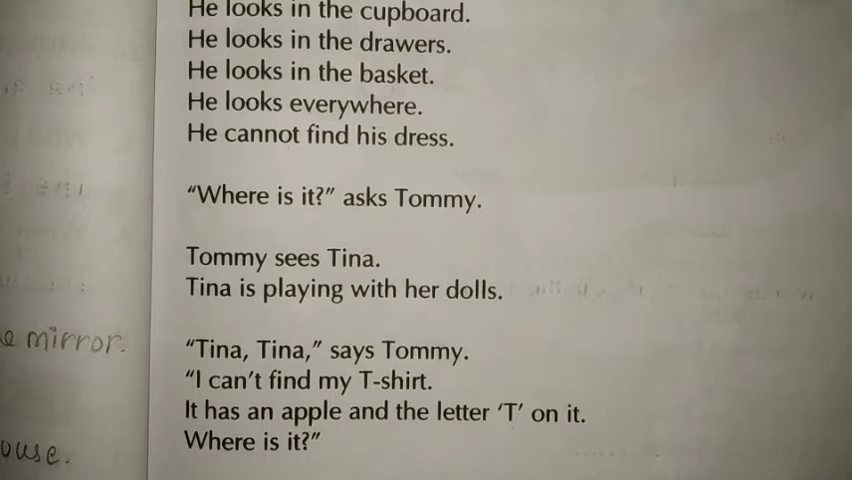 He looks in the cupboard.
He looks in the drawers.
He looks in the basket.
He looks everywhere.
He cannot find his dress.
“Where is it?” asks Tommy.
Tommy sees Tina.
Tina is playing with her dolls.
“Tina, Tina,” says Tommy.
“I can’t find my T-shirt.
It has an apple and the letter ‘T’ on it.
Where is it?”
mirror.